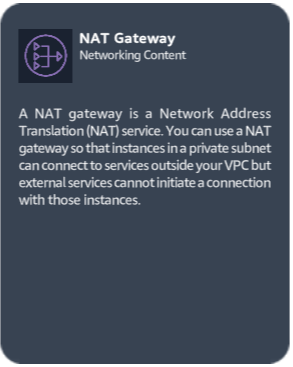 NAT Gateway
Networking Content
A NAT gateway is a Network Address
Translation (NAT) service. You can use a NAT
gateway so that instances in a private subnet
can connect to services outside your VPC but
external services cannot initiate a connection
with those instances.